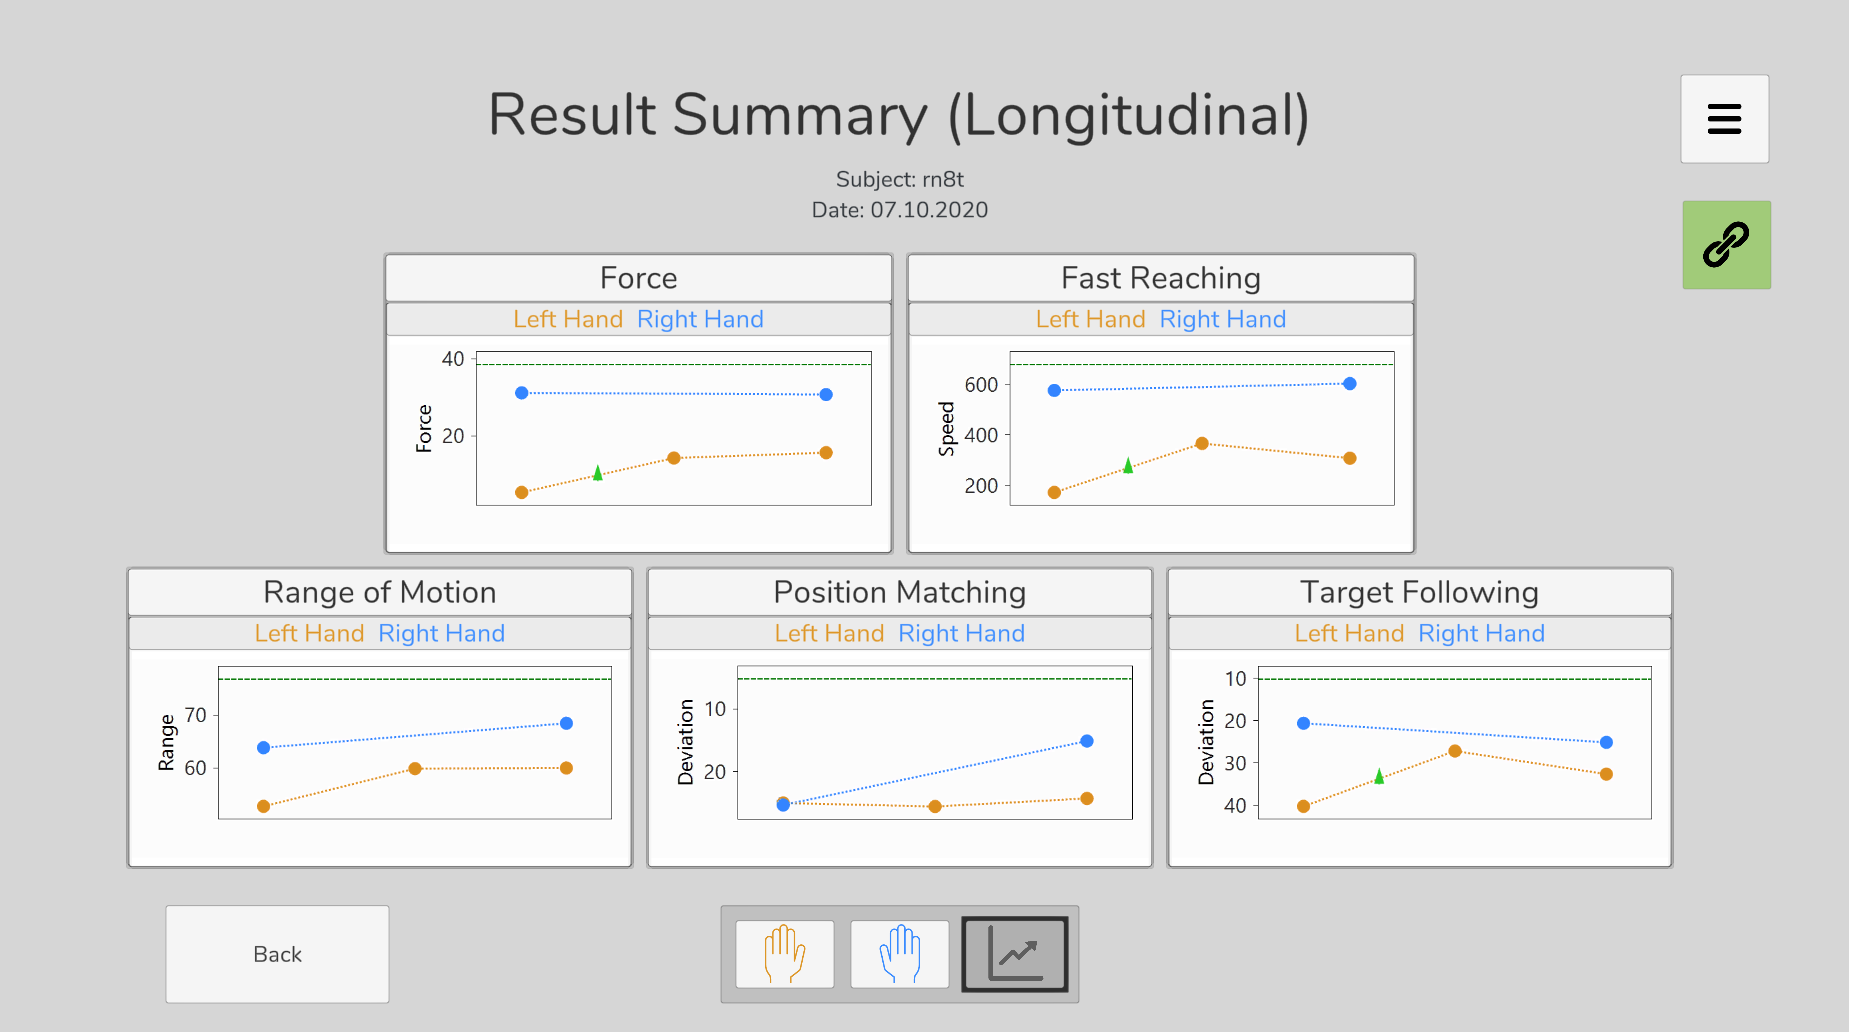 Result Summary (Longitudinal)
Subject: rn8t
Date: 07.10.2020
Force
Left Hand Right Hand
40
20
Force
Fast Reaching
Left Hand Right Hand
600
400
200
Speed
Range of Motion
Left Hand Right Hand
70
60
Range
Position Matching
Left Hand Right Hand
10
20
Deviation
Target Following
Left Hand Right Hand
10
20
30
40
Deviation
Back